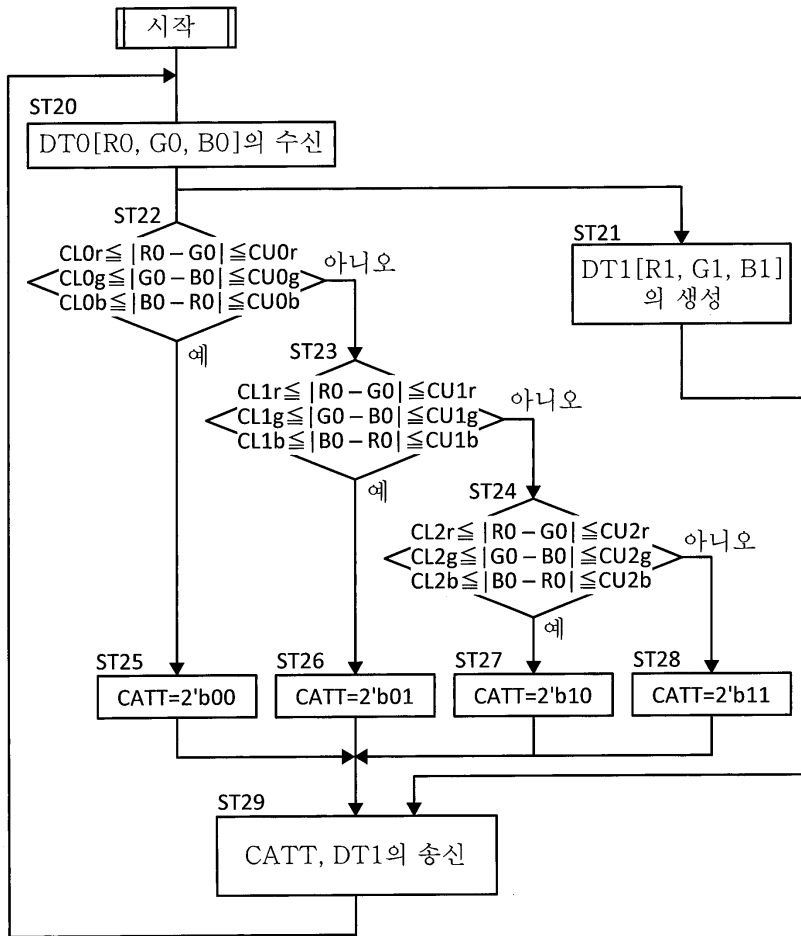 시작
ST20
DT0[R0, G0, B0]의 수신
ST22
CL0r≦|R0－G0|≦CU0r
CL0g≦|G0－B0|≦CU0g
CL0b≦|B0－R0|≦CU0b
아니오
예
ST21
DT1[R1, G1, B1]
의 생성
ST23
CL1r≦|R0－G0|≦CU1r
CL1g≦|G0－B0|≦CU1g
CL1b≦|B0－R0|≦CU1b
아니오
예
ST24
CL2r≦|R0－G0|≦CU2r
CL2g≦|G0－B0|≦CU2g
CL2b≦|B0－R0|≦CU2b
아니오
예
ST25
CATT=2'b00
ST26
CATT=2'b01
ST27
CATT=2'b10
ST28
CATT=2'b11
ST29
CATT, DT1의 송신